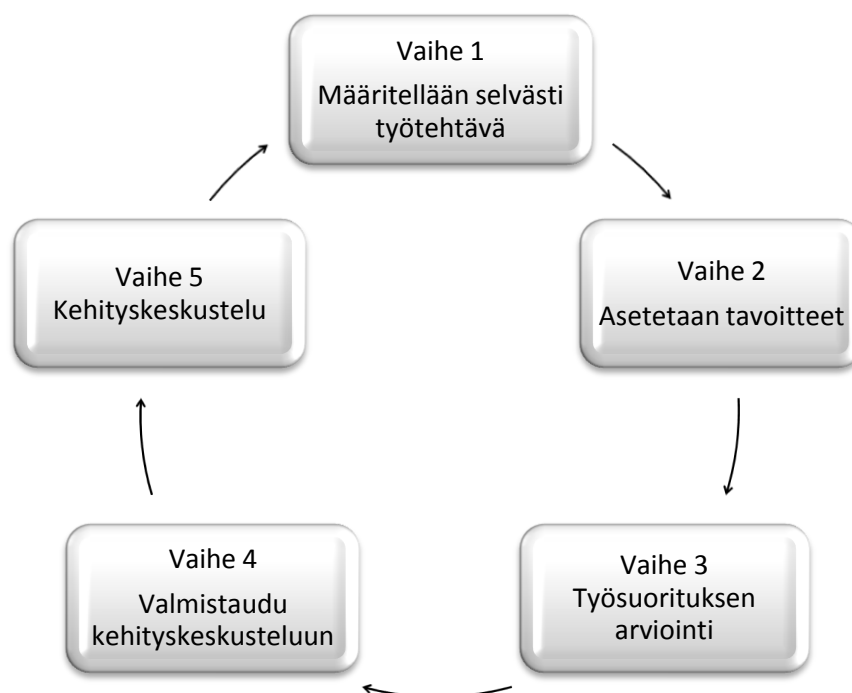 Vaihe 1
Määritellään selvästi
työtehtävä
Vaihe 2
Asetetaan tavoitteet
Vaihe 3
Työsuorituksen
arviointi
Vaihe 4
Valmistaudu
kehityskeskusteluun
Vaihe 5
Kehityskeskustelu